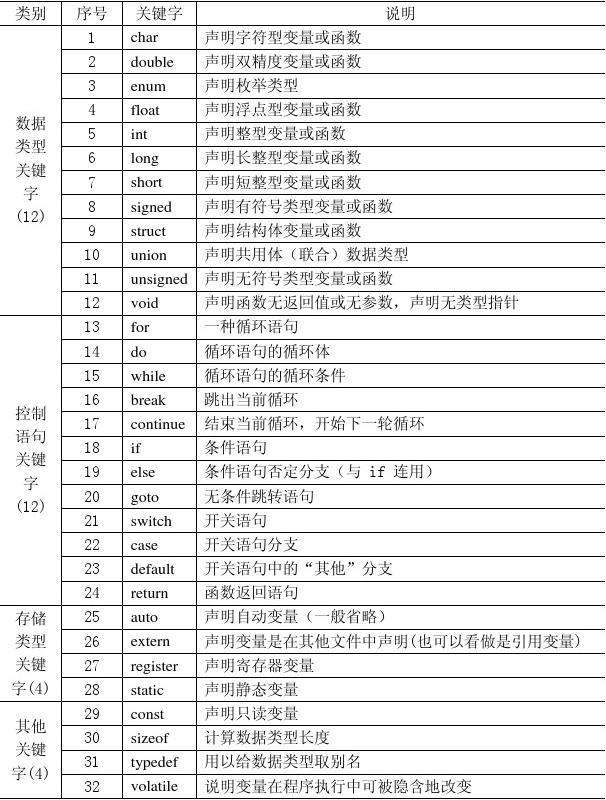 类别 序号 关键字 说明
数据类型关键字(12)
1 char 声明字符型变量或函数
2 double 声明双精度变量或函数
3 enum 声明枚举类型
4 float 声明浮点型变量或函数
5 int 声明整型变量或函数
6 long 声明长整型变量或函数
7 short 声明短整型变量或函数
8 signed 声明有符号类型变量或函数
9 struct 声明结构体变量或函数
10 union 声明共用体（联合）数据类型
11 unsigned 声明无符号类型变量或函数
12 void 声明函数无返回值或无参数，声明无类型指针
控制语句关键字(12)
13 for 一种循环语句
14 do 循环语句的循环体
15 while 循环语句的循环条件
16 break 跳出当前循环
17 continue 结束当前循环，开始下一轮循环
18 if 条件语句
19 else 条件语句否定分支（与 if 连用）
20 goto 无条件跳转语句
21 switch 开关语句
22 case 开关语句分支
23 default 开关语句中的“其他”分支
24 return 函数返回语句
存储类型关键字(4)
25 auto 声明自动变量（一般省略）
26 extern 声明变量是在其他文件中声明(也可以看做是引用变量)
27 register 声明寄存器变量
28 static 声明静态变量
其他关键字(4)
29 const 声明只读变量
30 sizeof 计算数据类型长度
31 typedef 用以给数据类型取别名
32 volatile 说明变量在程序执行中可被隐含地改变